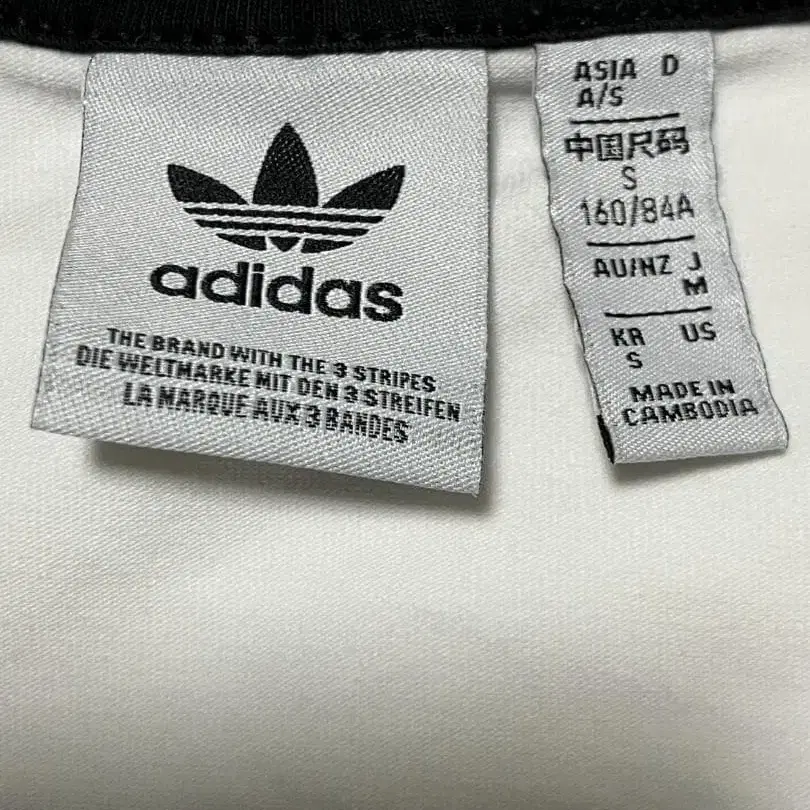 adidas
THE BRAND WITH THE 3 STRIPES
DIE WELTMARKE MIT DEN 3 STREIFEN
LA MARQUE AUX 3 BANDES
ASIA D
A/S
中国尺码
S
160/84A
AU/NZ J
M
KR US
S
MADE IN
CAMBODIA